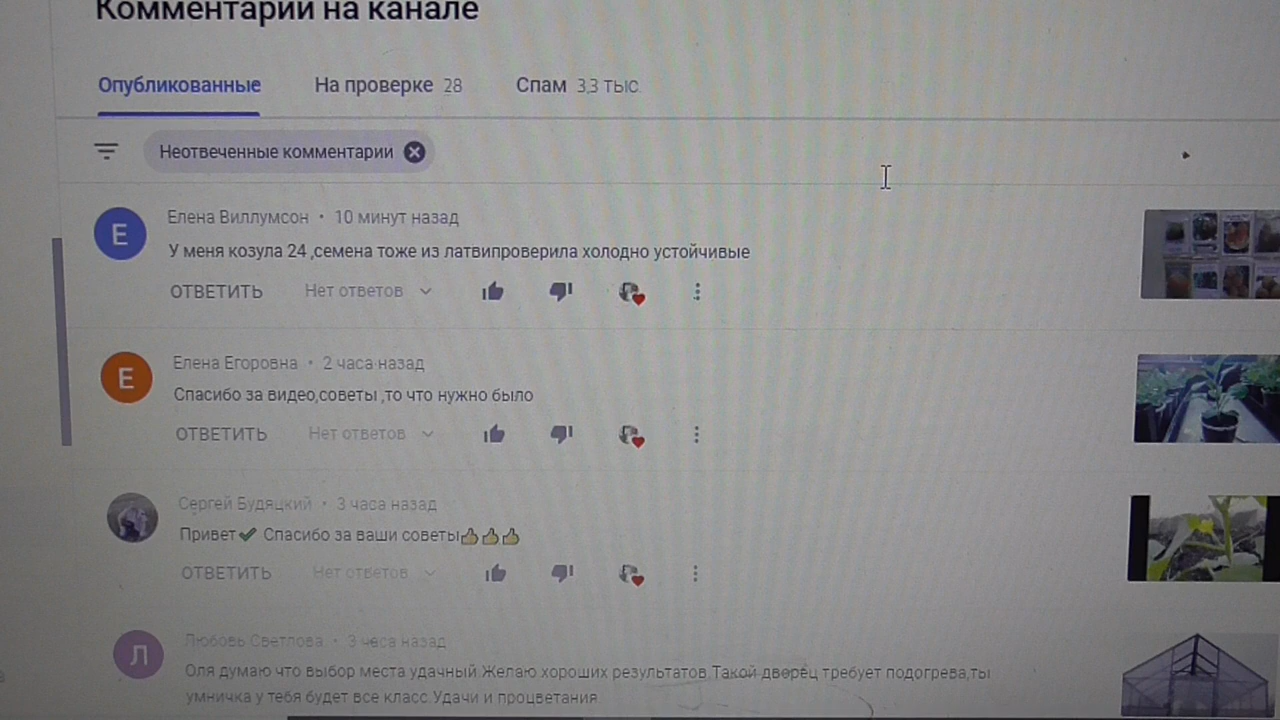 Комментарии на канале
Опубликованные На проверке 28 Спам 3,3 тыс.
Неотвеченные комментарии
Е Елена Виллумсон • 10 минут назад
У меня козула 24 ,семена тоже из латвипроверила холодно устойчивые
ОТВЕТИТЬ Нет ответов
Е Елена Егоровна • 2 часа назад
Спасибо за видео,советы ,то что нужно было
ОТВЕТИТЬ Нет ответов
Сергей Будяцкий • 3 часа назад
Привет✔ Спасибо за ваши советы👍👍👍
ОТВЕТИТЬ Нет ответов
Л Любовь Светлова • 3 часа назад
Оля думаю что выбор места удачный.Желаю хороших результатов.Такой дворец требует подогрева,ты
умничка у тебя будет все класс.Удачи и процветания.